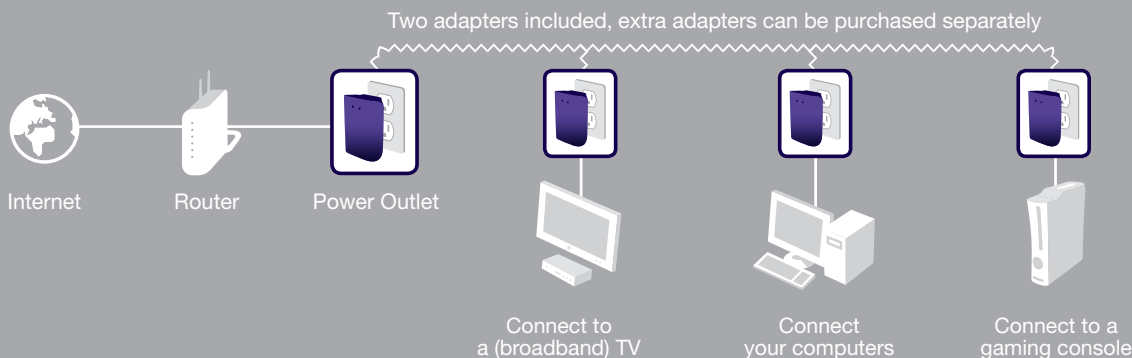 Two adapters included, extra adapters can be purchased separately
Internet
Router
Power Outlet
Connect to
a (broadband) TV
Connect
your computers
Connect to a
gaming console